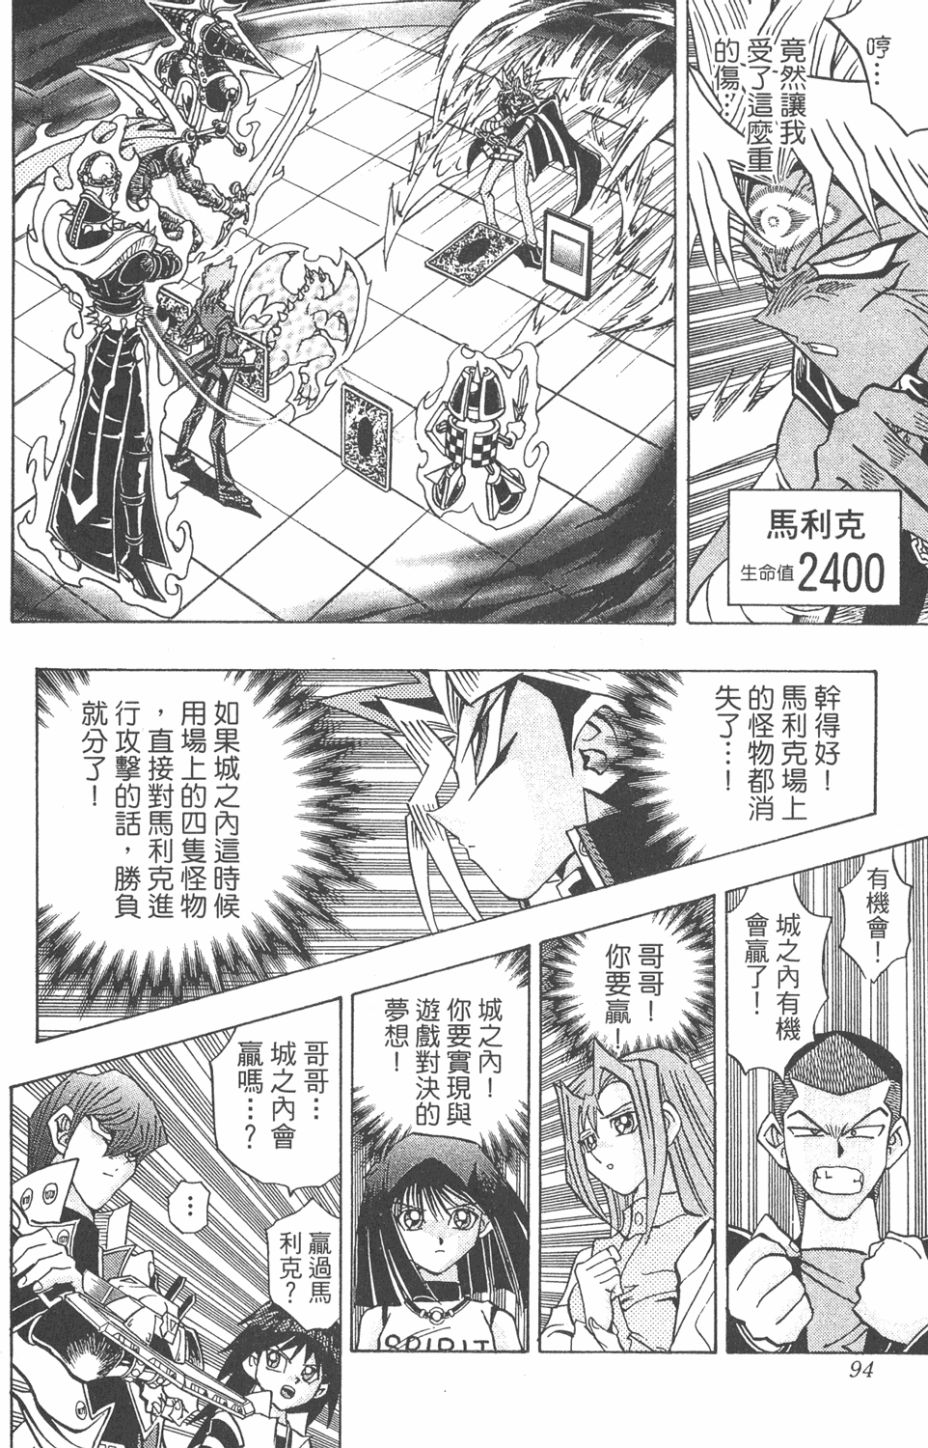 哼…
竟然讓我
受了這麼重
的傷…
馬利克
生命值2400
幹得好！
馬利克場上
的怪物都消
失了…！
如果城之內這時候
用場上的四隻怪物
，直接對馬利克進
行攻擊的話，勝負
就分了！
有機會！
城之內有機
會贏了！
哥哥！
你要贏！
城之內！
你要實現與
遊戲對決的
夢想！
SPIRIT
哥哥…
城之內會
贏嗎…？
…
贏過馬
利克？
94